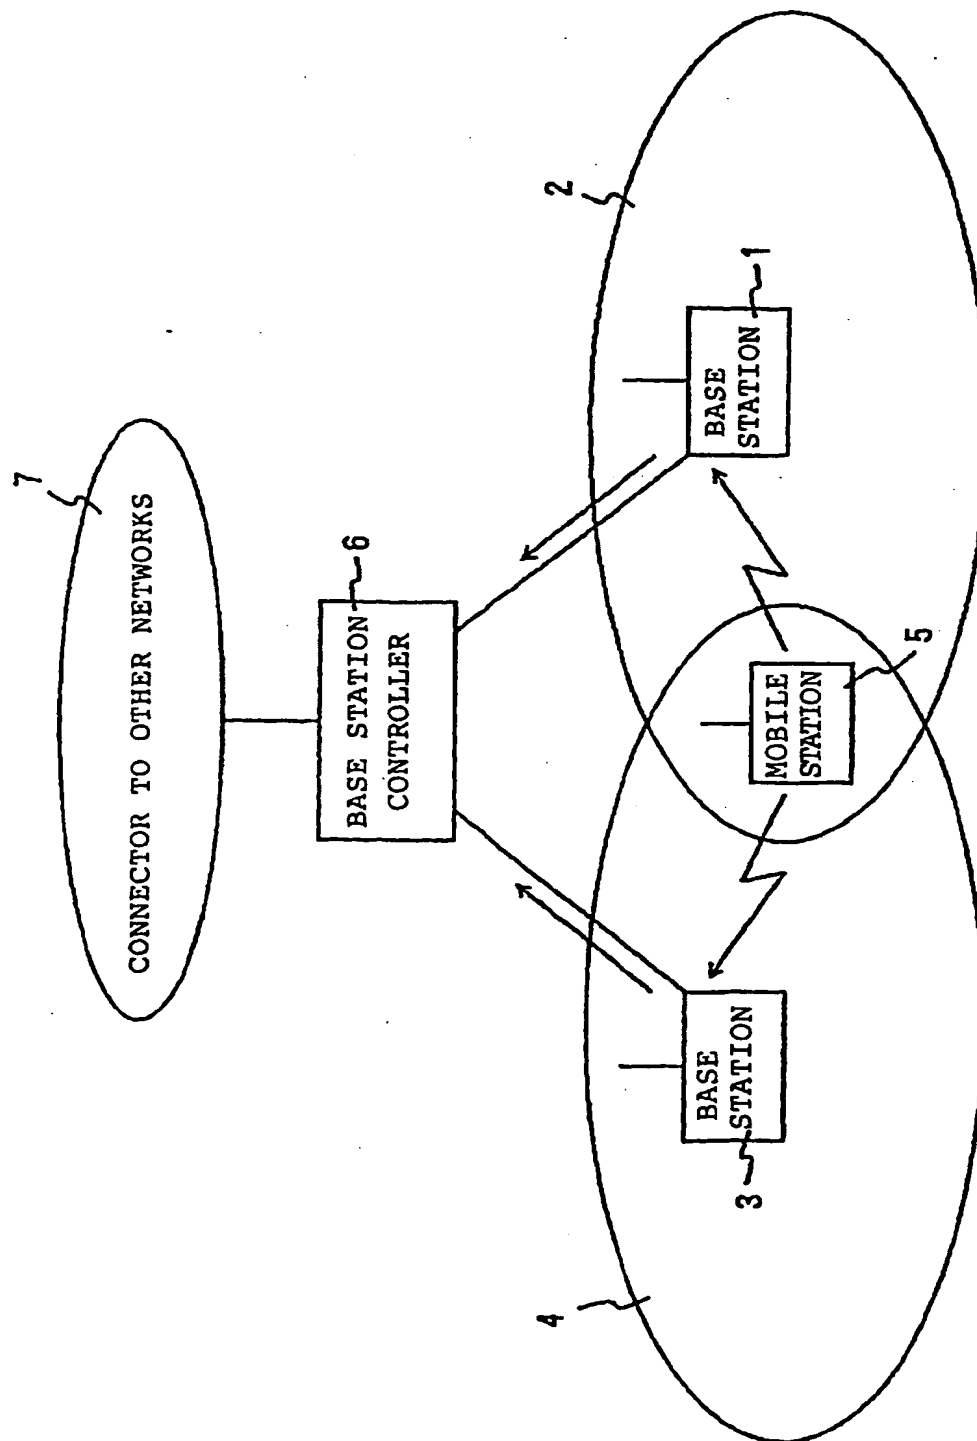 7
CONNECTOR TO OTHER NETWORKS
BASE STATION
CONTROLLER
6
2
4
BASE
STATION
3
MOBILE
STATION
5
BASE
STATION
1